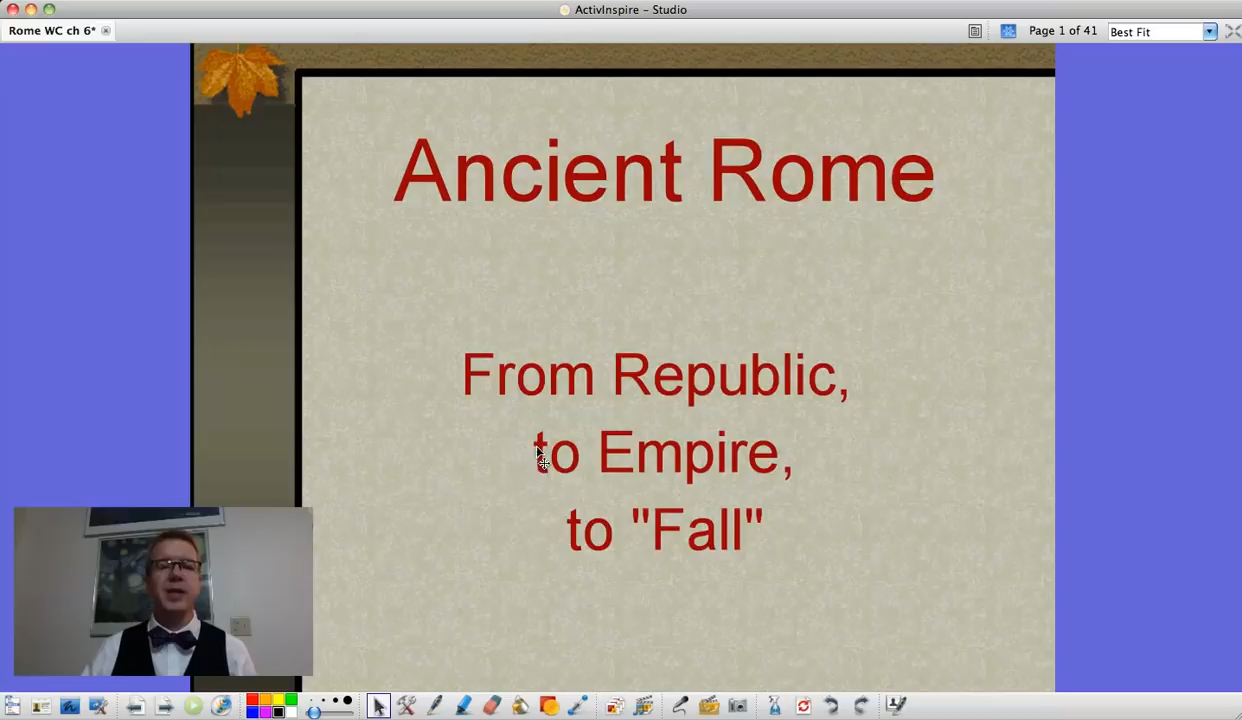 ActivInspire - Studio
Rome WC ch 6*
Page 1 of 41
Best Fit
Ancient Rome
From Republic,
to Empire,
to "Fall"